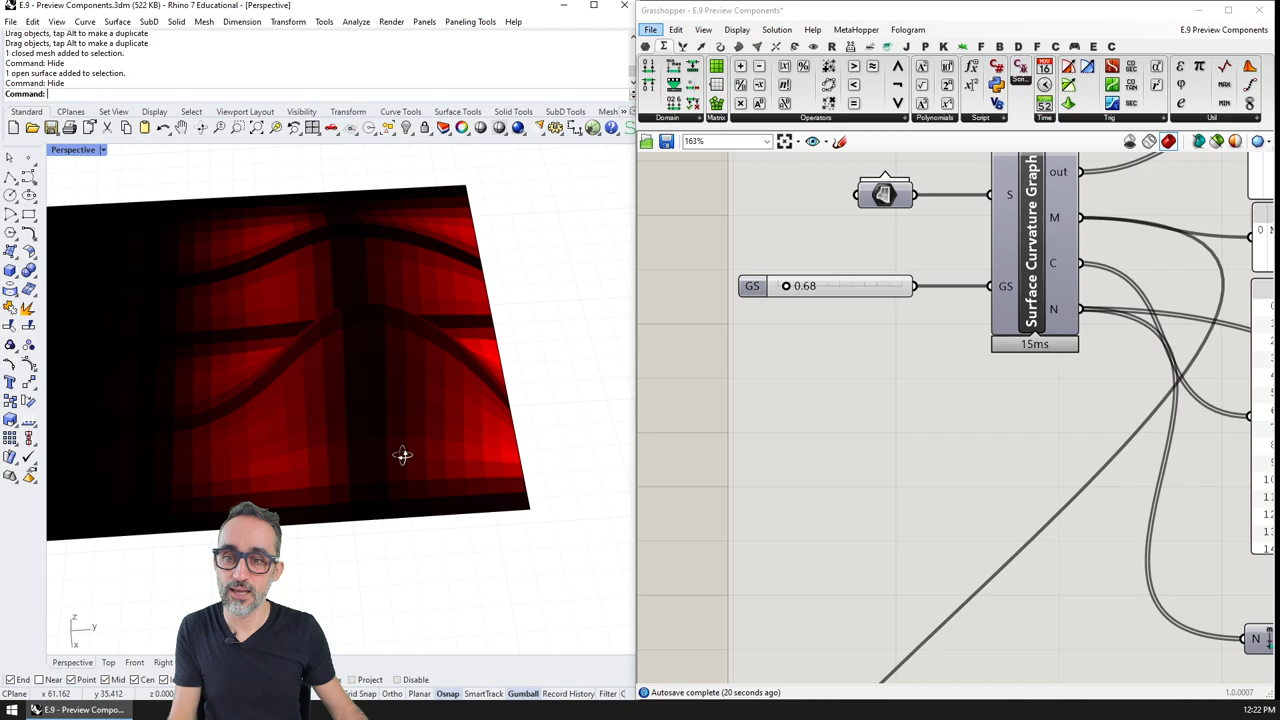 E.9 - Preview Components.3dm (522 KB) - Rhino 7 Educational - [Perspective]
File Edit View Curve Surface SubD Solid Mesh Dimension Transform Tools Analyze Render Panels Paneling Tools Help
Drag objects, tap Alt to make a duplicate
Drag objects, tap Alt to make a duplicate
1 closed mesh added to selection.
Command: Hide
1 open surface added to selection.
Command: Hide
Command:
Standard CPlanes Set View Display Select Viewport Layout Visibility Transform Curve Tools Surface Tools Solid Tools SubD Tools Mesh
Perspective
z
y
x
Perspective Top Front Right
End Near Point Mid Cen Project Disable
CPlane x 61.162 y 35.412 z 0.000 Grid Snap Ortho Planar Osnap SmartTrack Gumball Record History Filter
E.9 - Preview Compo...
Grasshopper - E.9 Preview Components*
File Edit View Display Solution Help MetaHopper Fologram
E.9 Preview Components
Domain Matrix Operators Polynomials Script Time Trig Util
163%
S
GS
Surface Curvature Graph
out
M
C
N
15ms
GS 0.68
0
14
N
Autosave complete (20 seconds ago)
1.0.0007
12:22 PM